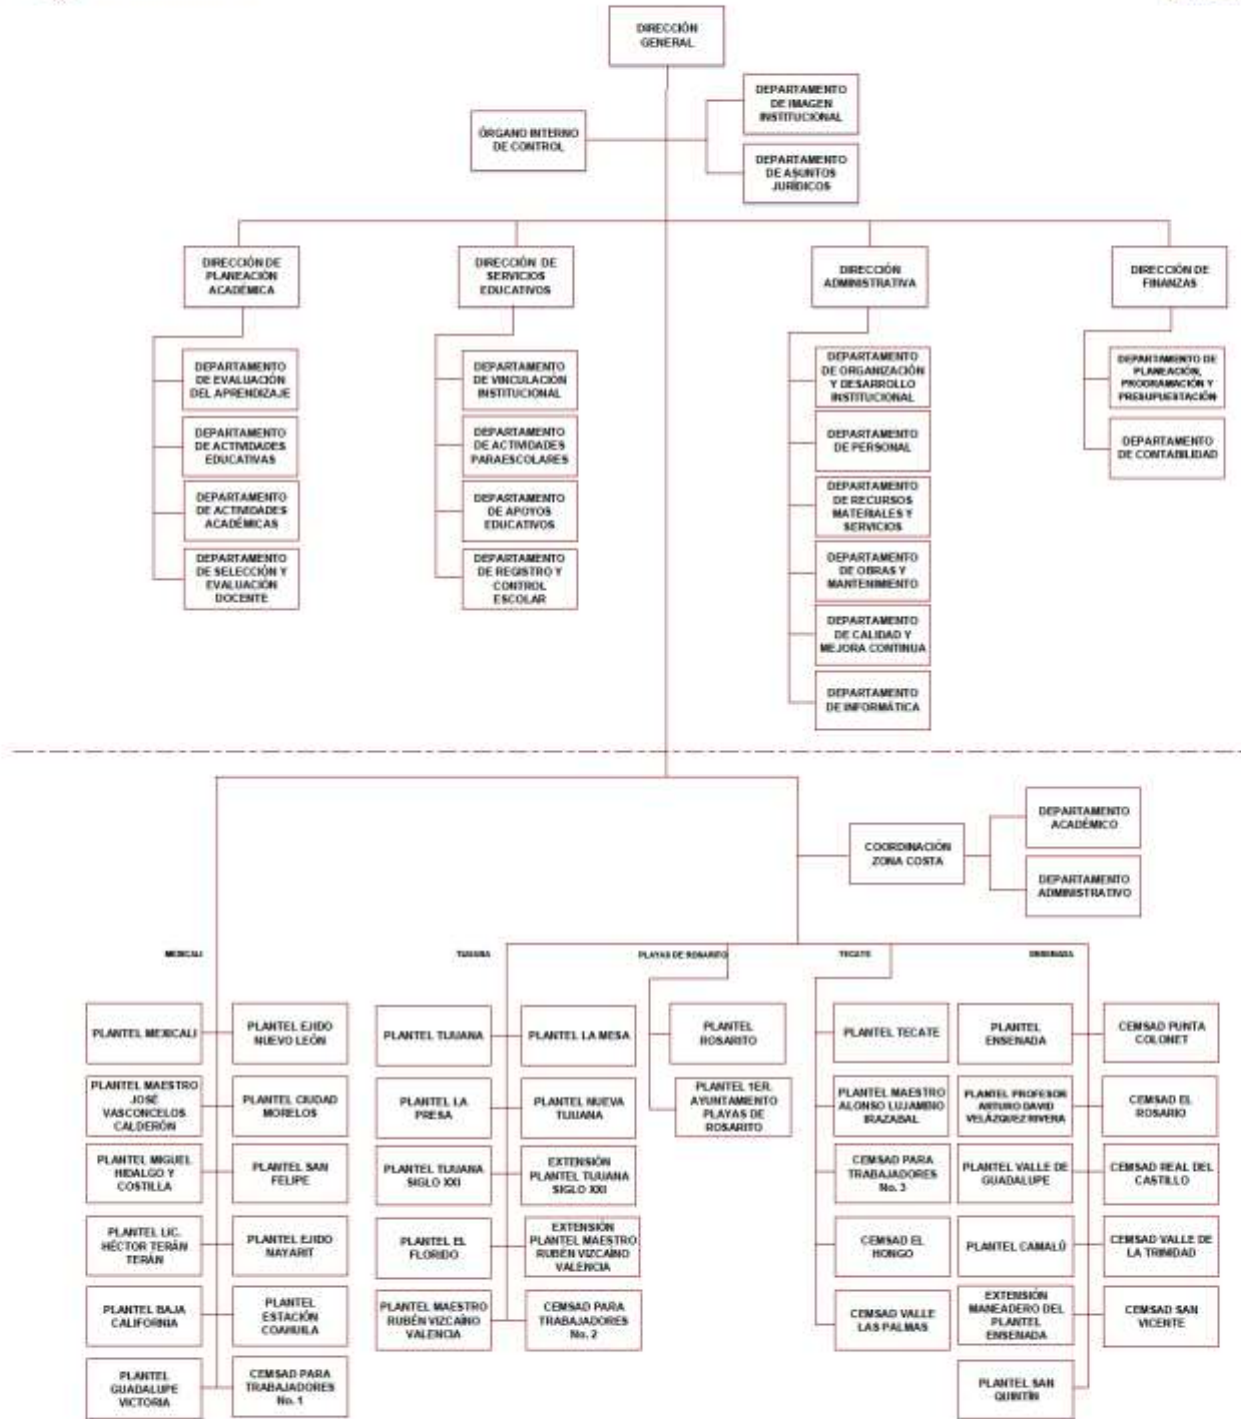 DIRECCIÓN
GENERAL
DEPARTAMENTO
DE IMAGEN
INSTITUCIONAL
ÓRGANO INTERNO
DE CONTROL
DEPARTAMENTO
DE ASUNTOS
JURÍDICOS
DIRECCIÓN DE
PLANEACIÓN
ACADÉMICA
DIRECCIÓN DE
SERVICIOS
EDUCATIVOS
DIRECCIÓN
ADMINISTRATIVA
DIRECCIÓN DE
FINANZAS
DEPARTAMENTO
DE EVALUACIÓN
DEL APRENDIZAJE
DEPARTAMENTO
DE ACTIVIDADES
EDUCATIVAS
DEPARTAMENTO
DE ACTIVIDADES
ACADÉMICAS
DEPARTAMENTO
DE SELECCIÓN Y
EVALUACIÓN
DOCENTE
DEPARTAMENTO
DE VINCULACIÓN
INSTITUCIONAL
DEPARTAMENTO
DE ACTIVIDADES
PARAESCOLARES
DEPARTAMENTO
DE APOYOS
EDUCATIVOS
DEPARTAMENTO
DE REGISTRO Y
CONTROL
ESCOLAR
DEPARTAMENTO
DE ORGANIZACIÓN
Y DESARROLLO
INSTITUCIONAL
DEPARTAMENTO
DE PERSONAL
DEPARTAMENTO
DE RECURSOS
MATERIALES Y
SERVICIOS
DEPARTAMENTO
DE OBRAS Y
MANTENIMIENTO
DEPARTAMENTO
DE CALIDAD Y
MEJORA CONTINUA
DEPARTAMENTO
DE INFORMÁTICA
DEPARTAMENTO DE
PLANEACIÓN,
PROGRAMACIÓN Y
PRESUPUESTACIÓN
DEPARTAMENTO
DE CONTABILIDAD
COORDINACIÓN
ZONA COSTA
DEPARTAMENTO
ACADÉMICO
DEPARTAMENTO
ADMINISTRATIVO
MEXICALI
PLANTEL MEXICALI
PLANTEL EJIDO
NUEVO LEÓN
PLANTEL MAESTRO
JOSÉ
VASCONCELOS
CALDERÓN
PLANTEL CIUDAD
MORELOS
PLANTEL MIGUEL
HIDALGO Y
COSTILLA
PLANTEL SAN
FELIPE
PLANTEL LIC.
HÉCTOR TERÁN
TERÁN
PLANTEL EJIDO
NAYARIT
PLANTEL BAJA
CALIFORNIA
PLANTEL
ESTACIÓN
COAHUILA
PLANTEL
GUADALUPE
VICTORIA
CEMSAD PARA
TRABAJADORES
No. 1
TIJUANA
PLANTEL TIJUANA
PLANTEL LA MESA
PLANTEL LA
PRESA
PLANTEL NUEVA
TIJUANA
PLANTEL TIJUANA
SIGLO XXI
EXTENSIÓN
PLANTEL TIJUANA
SIGLO XXI
PLANTEL EL
FLORIDO
EXTENSIÓN
PLANTEL MAESTRO
RUBÉN VIZCAÍNO
VALENCIA
PLANTEL MAESTRO
RUBÉN VIZCAÍNO
VALENCIA
CEMSAD PARA
TRABAJADORES
No. 2
PLAYAS DE ROSARITO
PLANTEL
ROSARITO
PLANTEL 1ER.
AYUNTAMIENTO
PLAYAS DE
ROSARITO
TECATE
PLANTEL TECATE
PLANTEL MAESTRO
ALONSO LUJAMBIO
IRAZABAL
CEMSAD PARA
TRABAJADORES
No. 3
CEMSAD EL
HONGO
CEMSAD VALLE
LAS PALMAS
ENSENADA
PLANTEL
ENSENADA
CEMSAD PUNTA
COLONET
PLANTEL PROFESOR
ARTURO DAVID
VELÁZQUEZ RIVERA
CEMSAD EL
ROSARIO
PLANTEL VALLE DE
GUADALUPE
CEMSAD REAL DEL
CASTILLO
PLANTEL CAMALÚ
CEMSAD VALLE DE
LA TRINIDAD
EXTENSIÓN
MANEADERO DEL
PLANTEL
ENSENADA
CEMSAD SAN
VICENTE
PLANTEL SAN
QUINTÍN